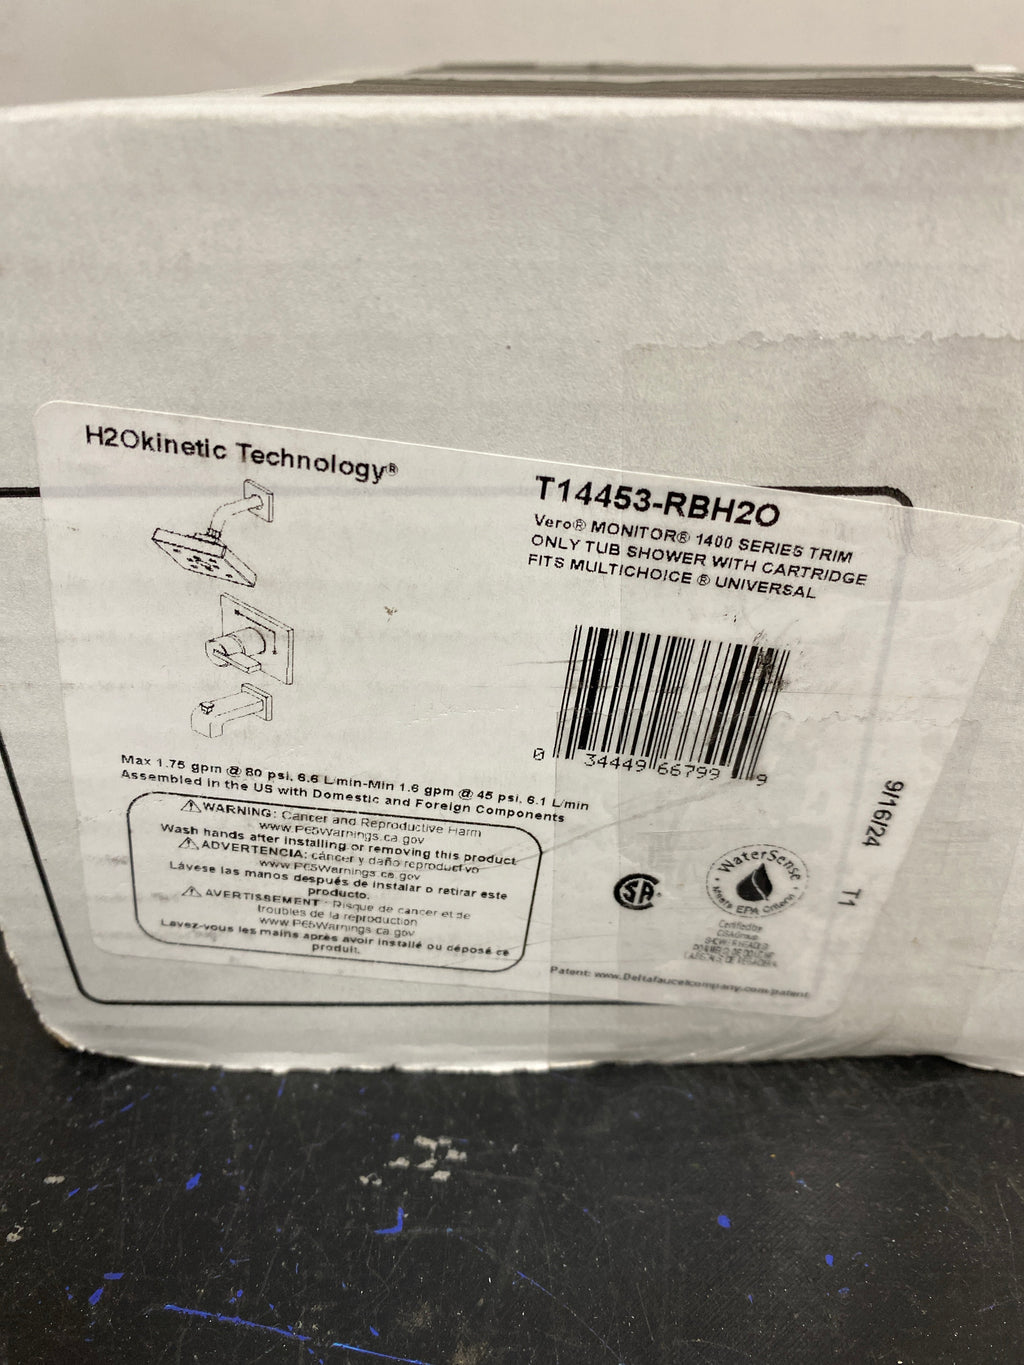 H2Okinetic Technology®
T14453-RBH2O
Vero® MONITOR® 1400 SERIES TRIM
ONLY TUB SHOWER WITH CARTRIDGE
FITS MULTICHOICE ® UNIVERSAL
0 34449 66799 9
Max 1.75 gpm @ 80 psi, 6.6 L/min-Min 1.6 gpm @ 45 psi, 6.1 L/min
Assembled in the US with Domestic and Foreign Components
⚠WARNING: Cancer and Reproductive Harm
www.P65Warnings.ca.gov
Wash hands after installing or removing this product
⚠ADVERTENCIA: cáncer y daño reproductivo
www.P65Warnings.ca.gov
Lávese las manos después de instalar o retirar este
producto.
⚠AVERTISSEMENT : Risque de cancer et de
troubles de la reproduction
www.P65Warnings.ca.gov
Lavez-vous les mains après avoir installé ou déposé ce
produit.
9/16/24
T1
SA
WaterSense
Meets EPA Criteria
Certified by
CSA Group
SHOWERHEADS
Patent: www.Deltafaucetcompany.com/patent